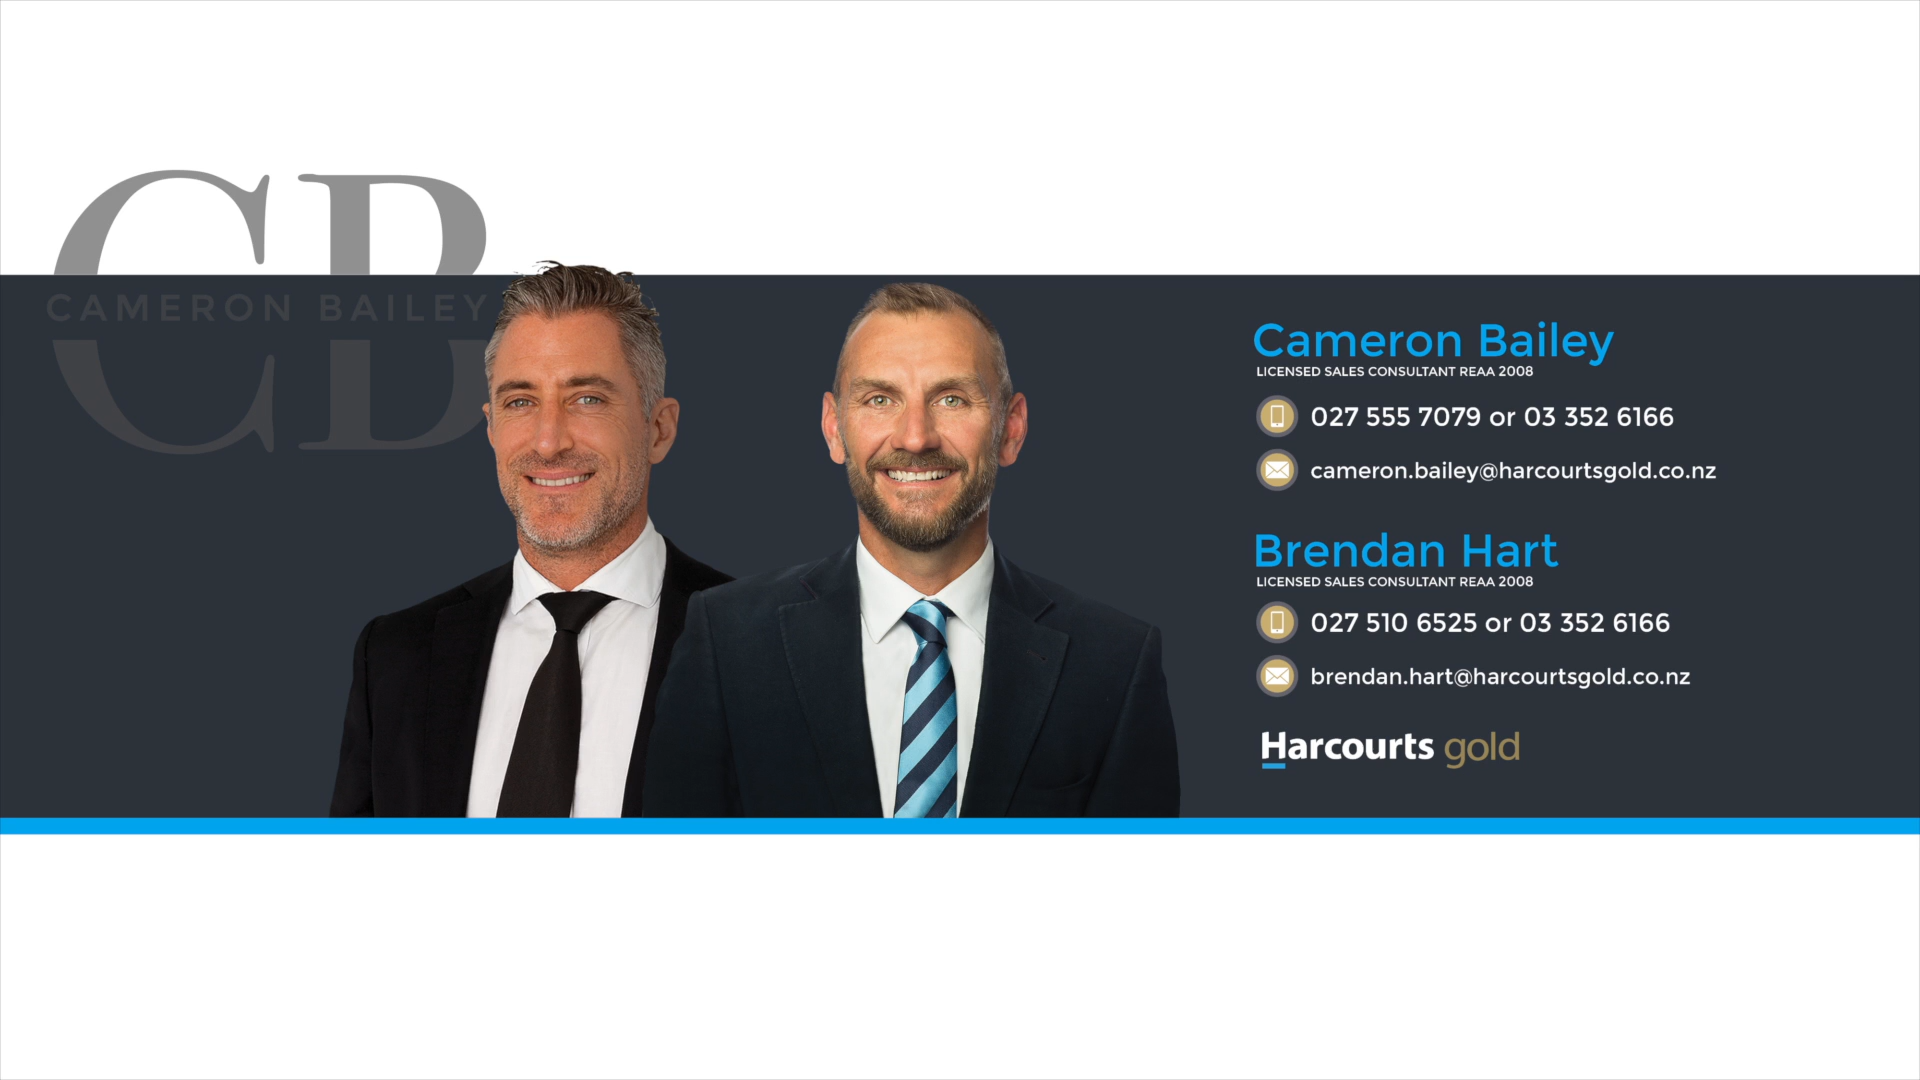 CB
CAMERON BAILEY
Cameron Bailey
LICENSED SALES CONSULTANT REAA 2008
027 555 7079 or 03 352 6166
cameron.bailey@harcourtsgold.co.nz
Brendan Hart
LICENSED SALES CONSULTANT REAA 2008
027 510 6525 or 03 352 6166
brendan.hart@harcourtsgold.co.nz
Harcourts gold